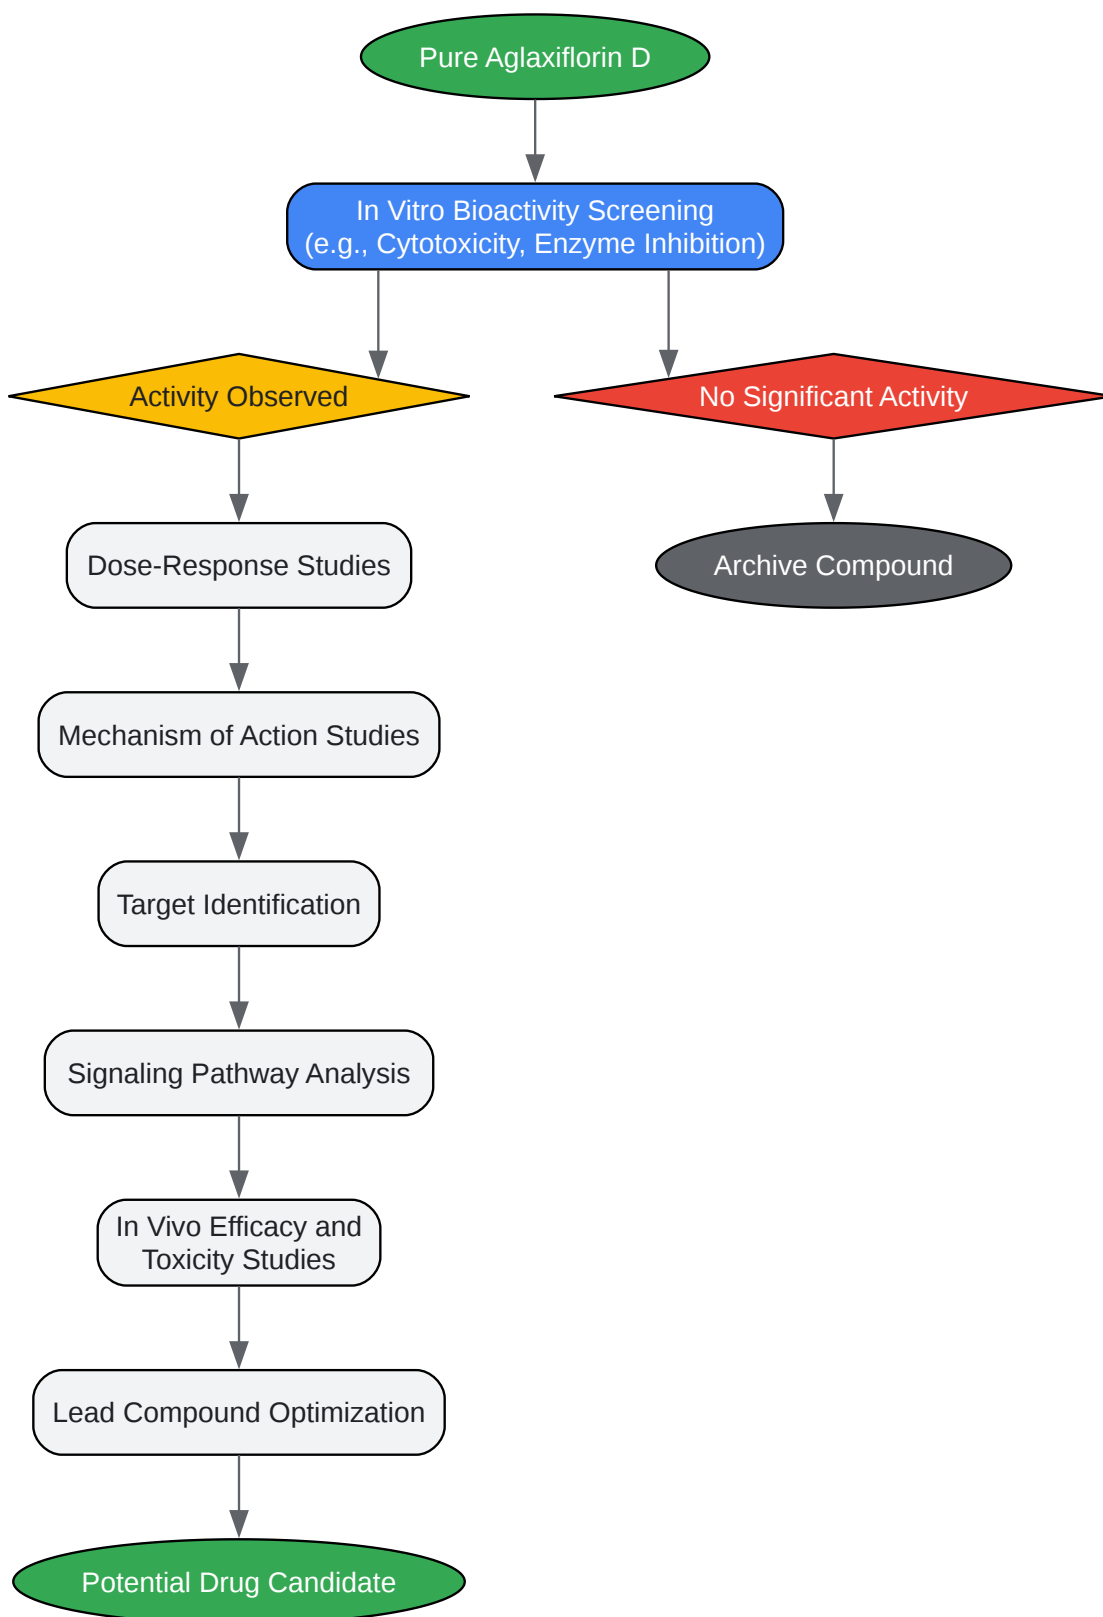 Pure Aglaxiflorin D
In Vitro Bioactivity Screening
(e.g., Cytotoxicity, Enzyme Inhibition)
Activity Observed
No Significant Activity
Dose-Response Studies
Archive Compound
Mechanism of Action Studies
Target Identification
Signaling Pathway Analysis
In Vivo Efficacy and
Toxicity Studies
Lead Compound Optimization
Potential Drug Candidate